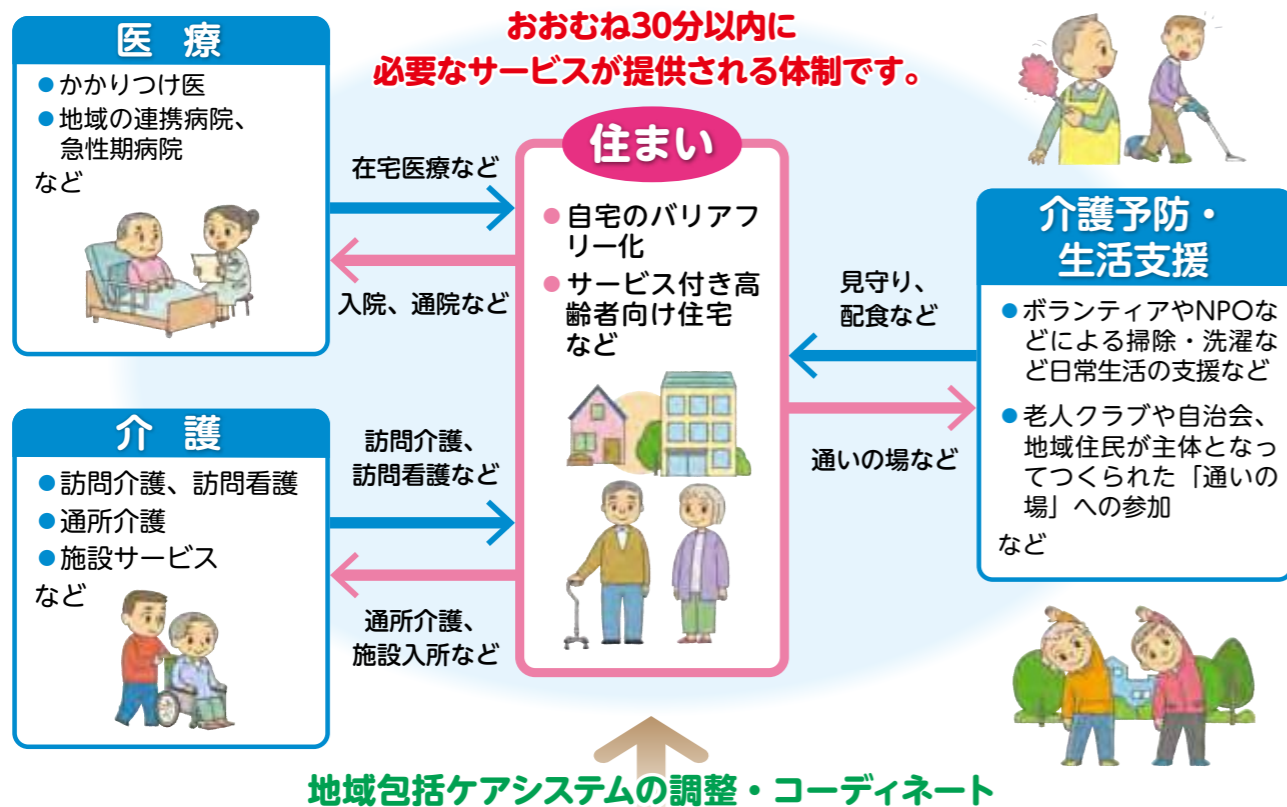 おおむね30分以内に
必要なサービスが提供される体制です。
医 療
●かかりつけ医
●地域の連携病院、
急性期病院
など
在宅医療など
入院、通院など
住まい
●自宅のバリアフ
リー化
●サービス付き高
齢者向け住宅
など
介護予防・
生活支援
●ボランティアやNPOな
どによる掃除・洗濯な
ど日常生活の支援など
●老人クラブや自治会、
地域住民が主体となっ
てつくられた「通いの
場」への参加
など
見守り、
配食など
通いの場など
介 護
●訪問介護、訪問看護
●通所介護
●施設サービス
など
訪問介護、
訪問看護など
通所介護、
施設入所など
地域包括ケアシステムの調整・コーディネート